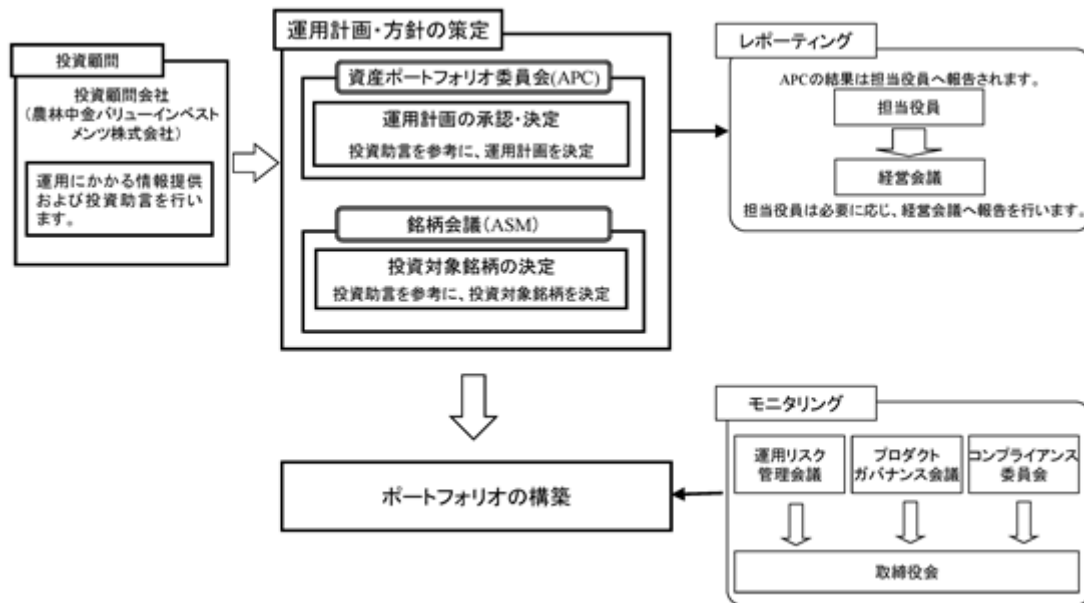 投資顧問
投資顧問会社
(農林中金バリューインベスト
メンツ株式会社)
運用にかかる情報提供
および投資助言を行い
ます。
運用計画・方針の策定
資産ポートフォリオ委員会(APC)
運用計画の承認・決定
投資助言を参考に、運用計画を決定
銘柄会議(ASM)
投資対象銘柄の決定
投資助言を参考に、投資対象銘柄を決定
レポーティング
APCの結果は担当役員へ報告されます。
担当役員
経営会議
担当役員は必要に応じ、経営会議へ報告を行います。
ポートフォリオの構築
モニタリング
運用リスク
管理会議
プロダクト
ガバナンス会議
コンプライアンス
委員会
取締役会